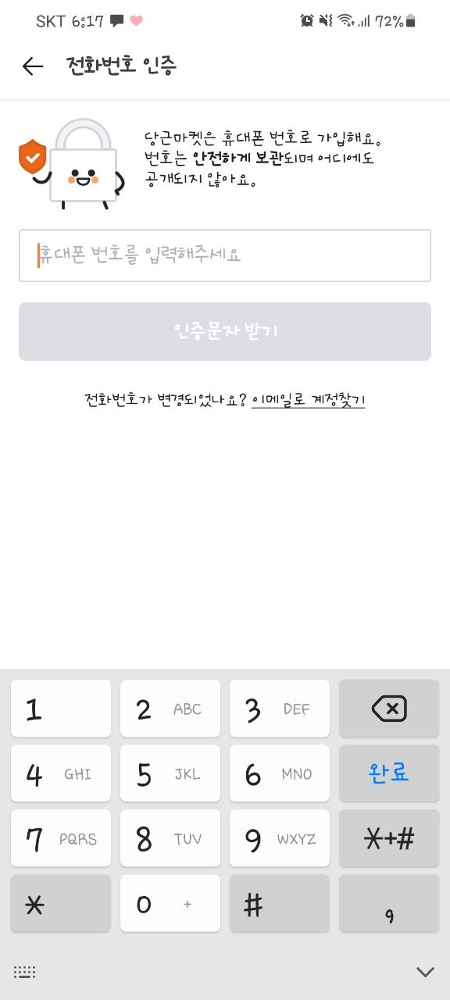 SKT 6:17 72%
전화번호 인증
당근마켓은 휴대폰 번호로 가입해요.
번호는 안전하게 보관되며 어디에도
공개되지 않아요.
휴대폰 번호를 입력해주세요
인증문자 받기
전화번호가 변경되었나요? 이메일로 계정찾기
1 2 ABC 3 DEF
4 GHI 5 JKL 6 MNO 완료
7 PQRS 8 TUV 9 WXYZ *+#
* 0 + # ,